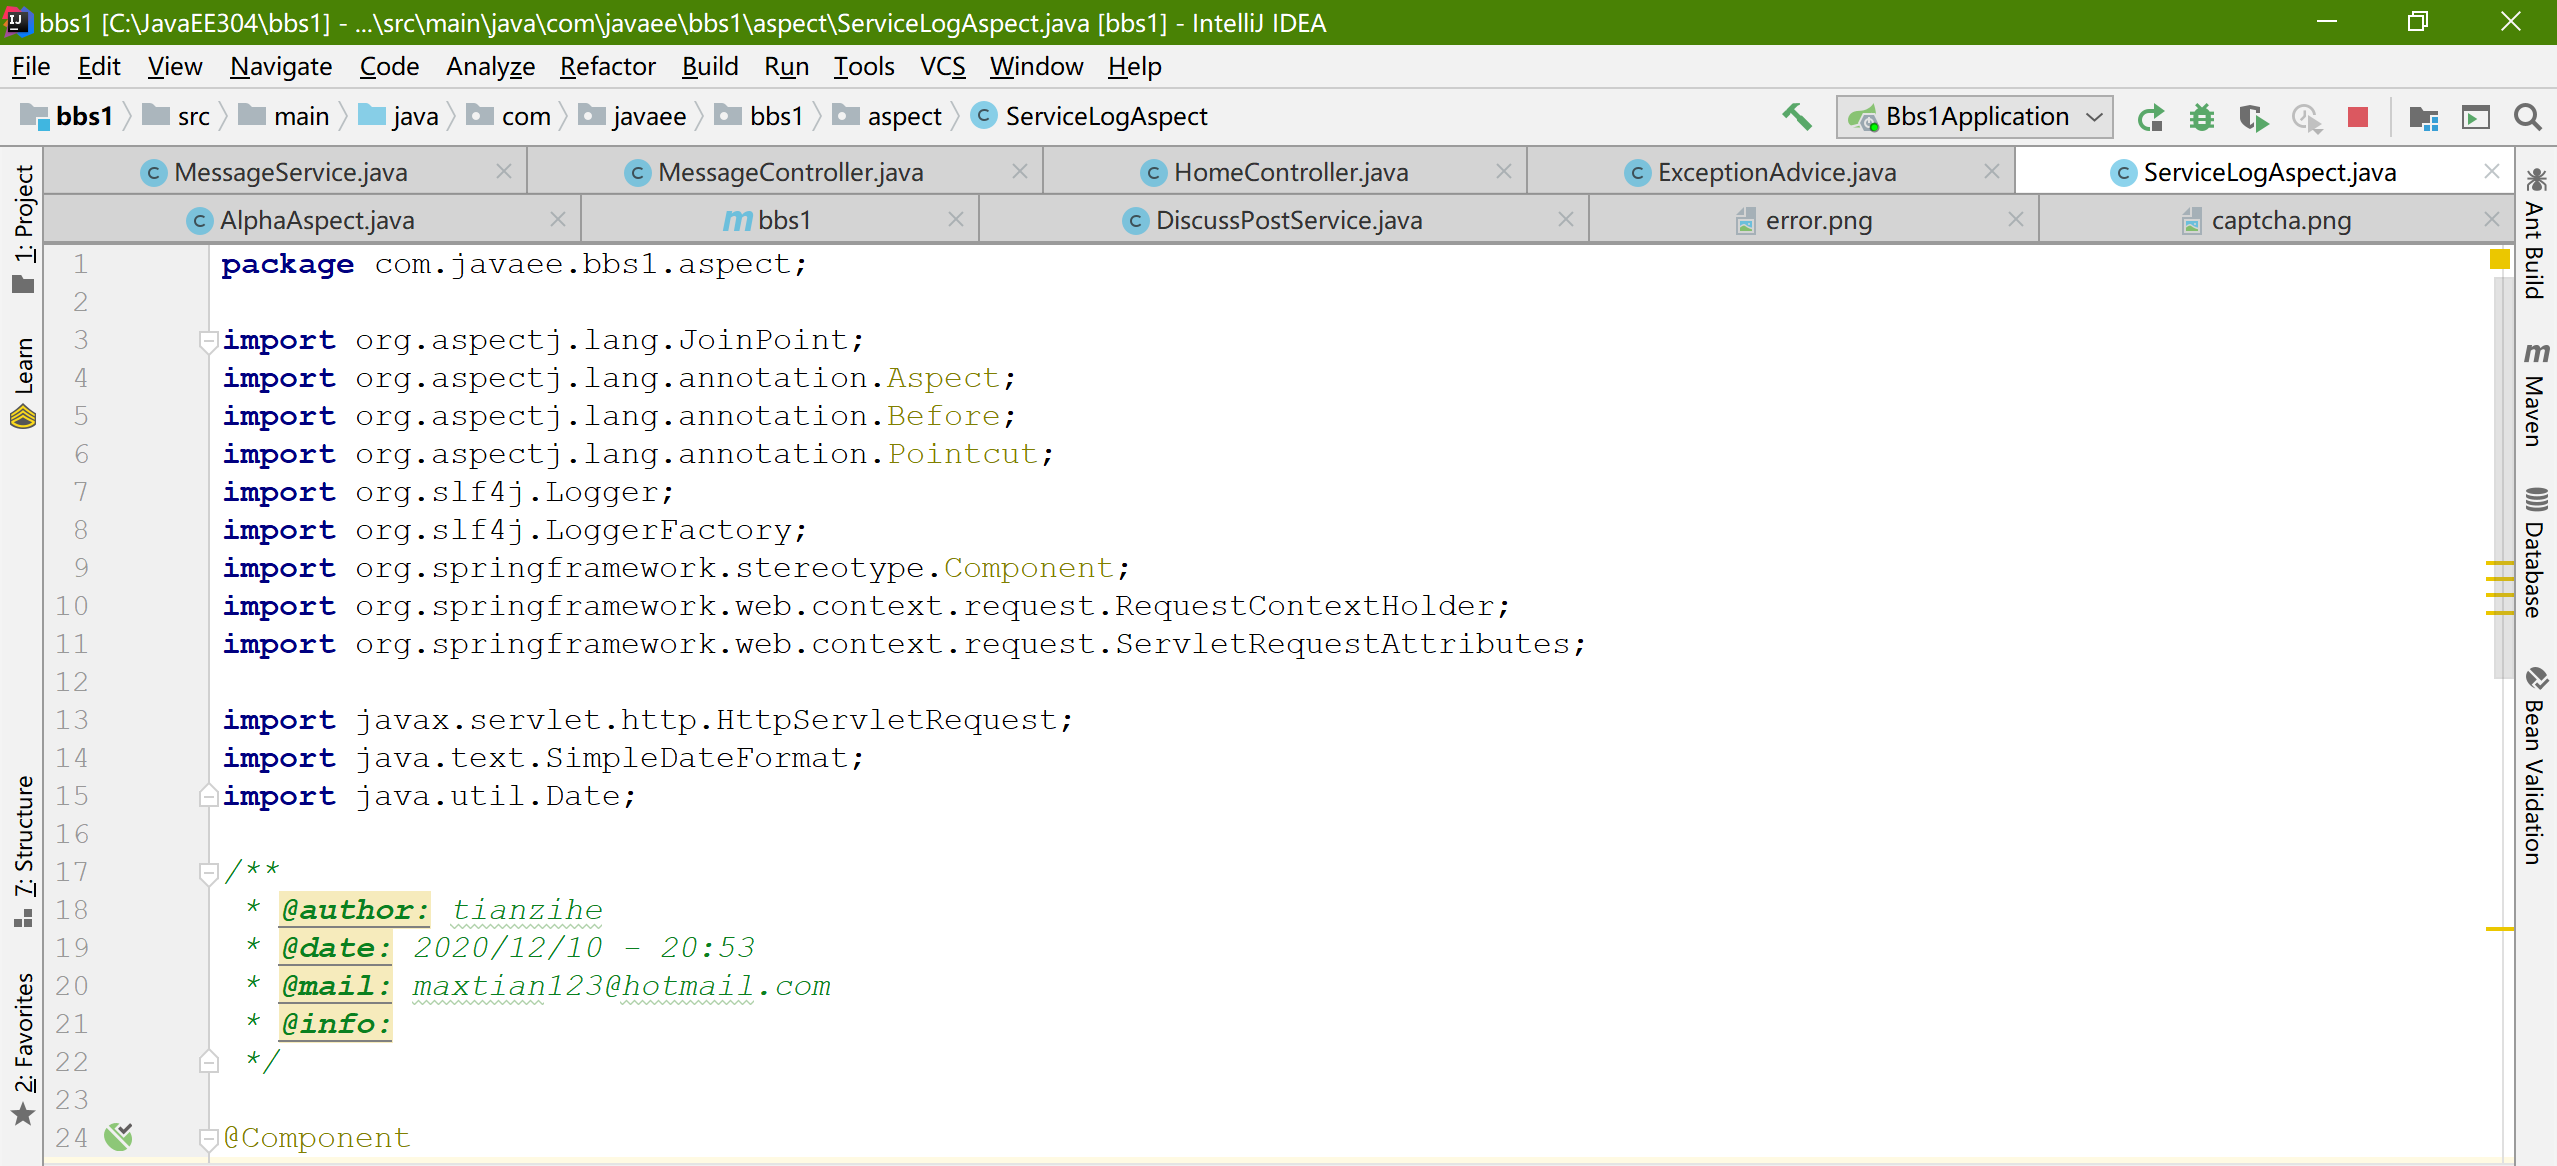 bbs1 [C:\JavaEE304\bbs1] - ...\src\main\java\com\javaee\bbs1\aspect\ServiceLogAspect.java [bbs1] - IntelliJ IDEA
File Edit View Navigate Code Analyze Refactor Build Run Tools VCS Window Help
bbs1 src main java com javaee bbs1 aspect ServiceLogAspect Bbs1Application
MessageService.java MessageController.java HomeController.java ExceptionAdvice.java ServiceLogAspect.java
AlphaAspect.java bbs1 DiscussPostService.java error.png captcha.png
1: Project
Learn
7: Structure
2: Favorites
1 package com.javaee.bbs1.aspect;
2
3 import org.aspectj.lang.JoinPoint;
4 import org.aspectj.lang.annotation.Aspect;
5 import org.aspectj.lang.annotation.Before;
6 import org.aspectj.lang.annotation.Pointcut;
7 import org.slf4j.Logger;
8 import org.slf4j.LoggerFactory;
9 import org.springframework.stereotype.Component;
10 import org.springframework.web.context.request.RequestContextHolder;
11 import org.springframework.web.context.request.ServletRequestAttributes;
12
13 import javax.servlet.http.HttpServletRequest;
14 import java.text.SimpleDateFormat;
15 import java.util.Date;
16
17 /**
18 * @author: tianzihe
19 * @date: 2020/12/10 - 20:53
20 * @mail: maxtian123@hotmail.com
21 * @info:
22 */
23
24 @Component
Ant Build
Maven
Database
Bean Validation